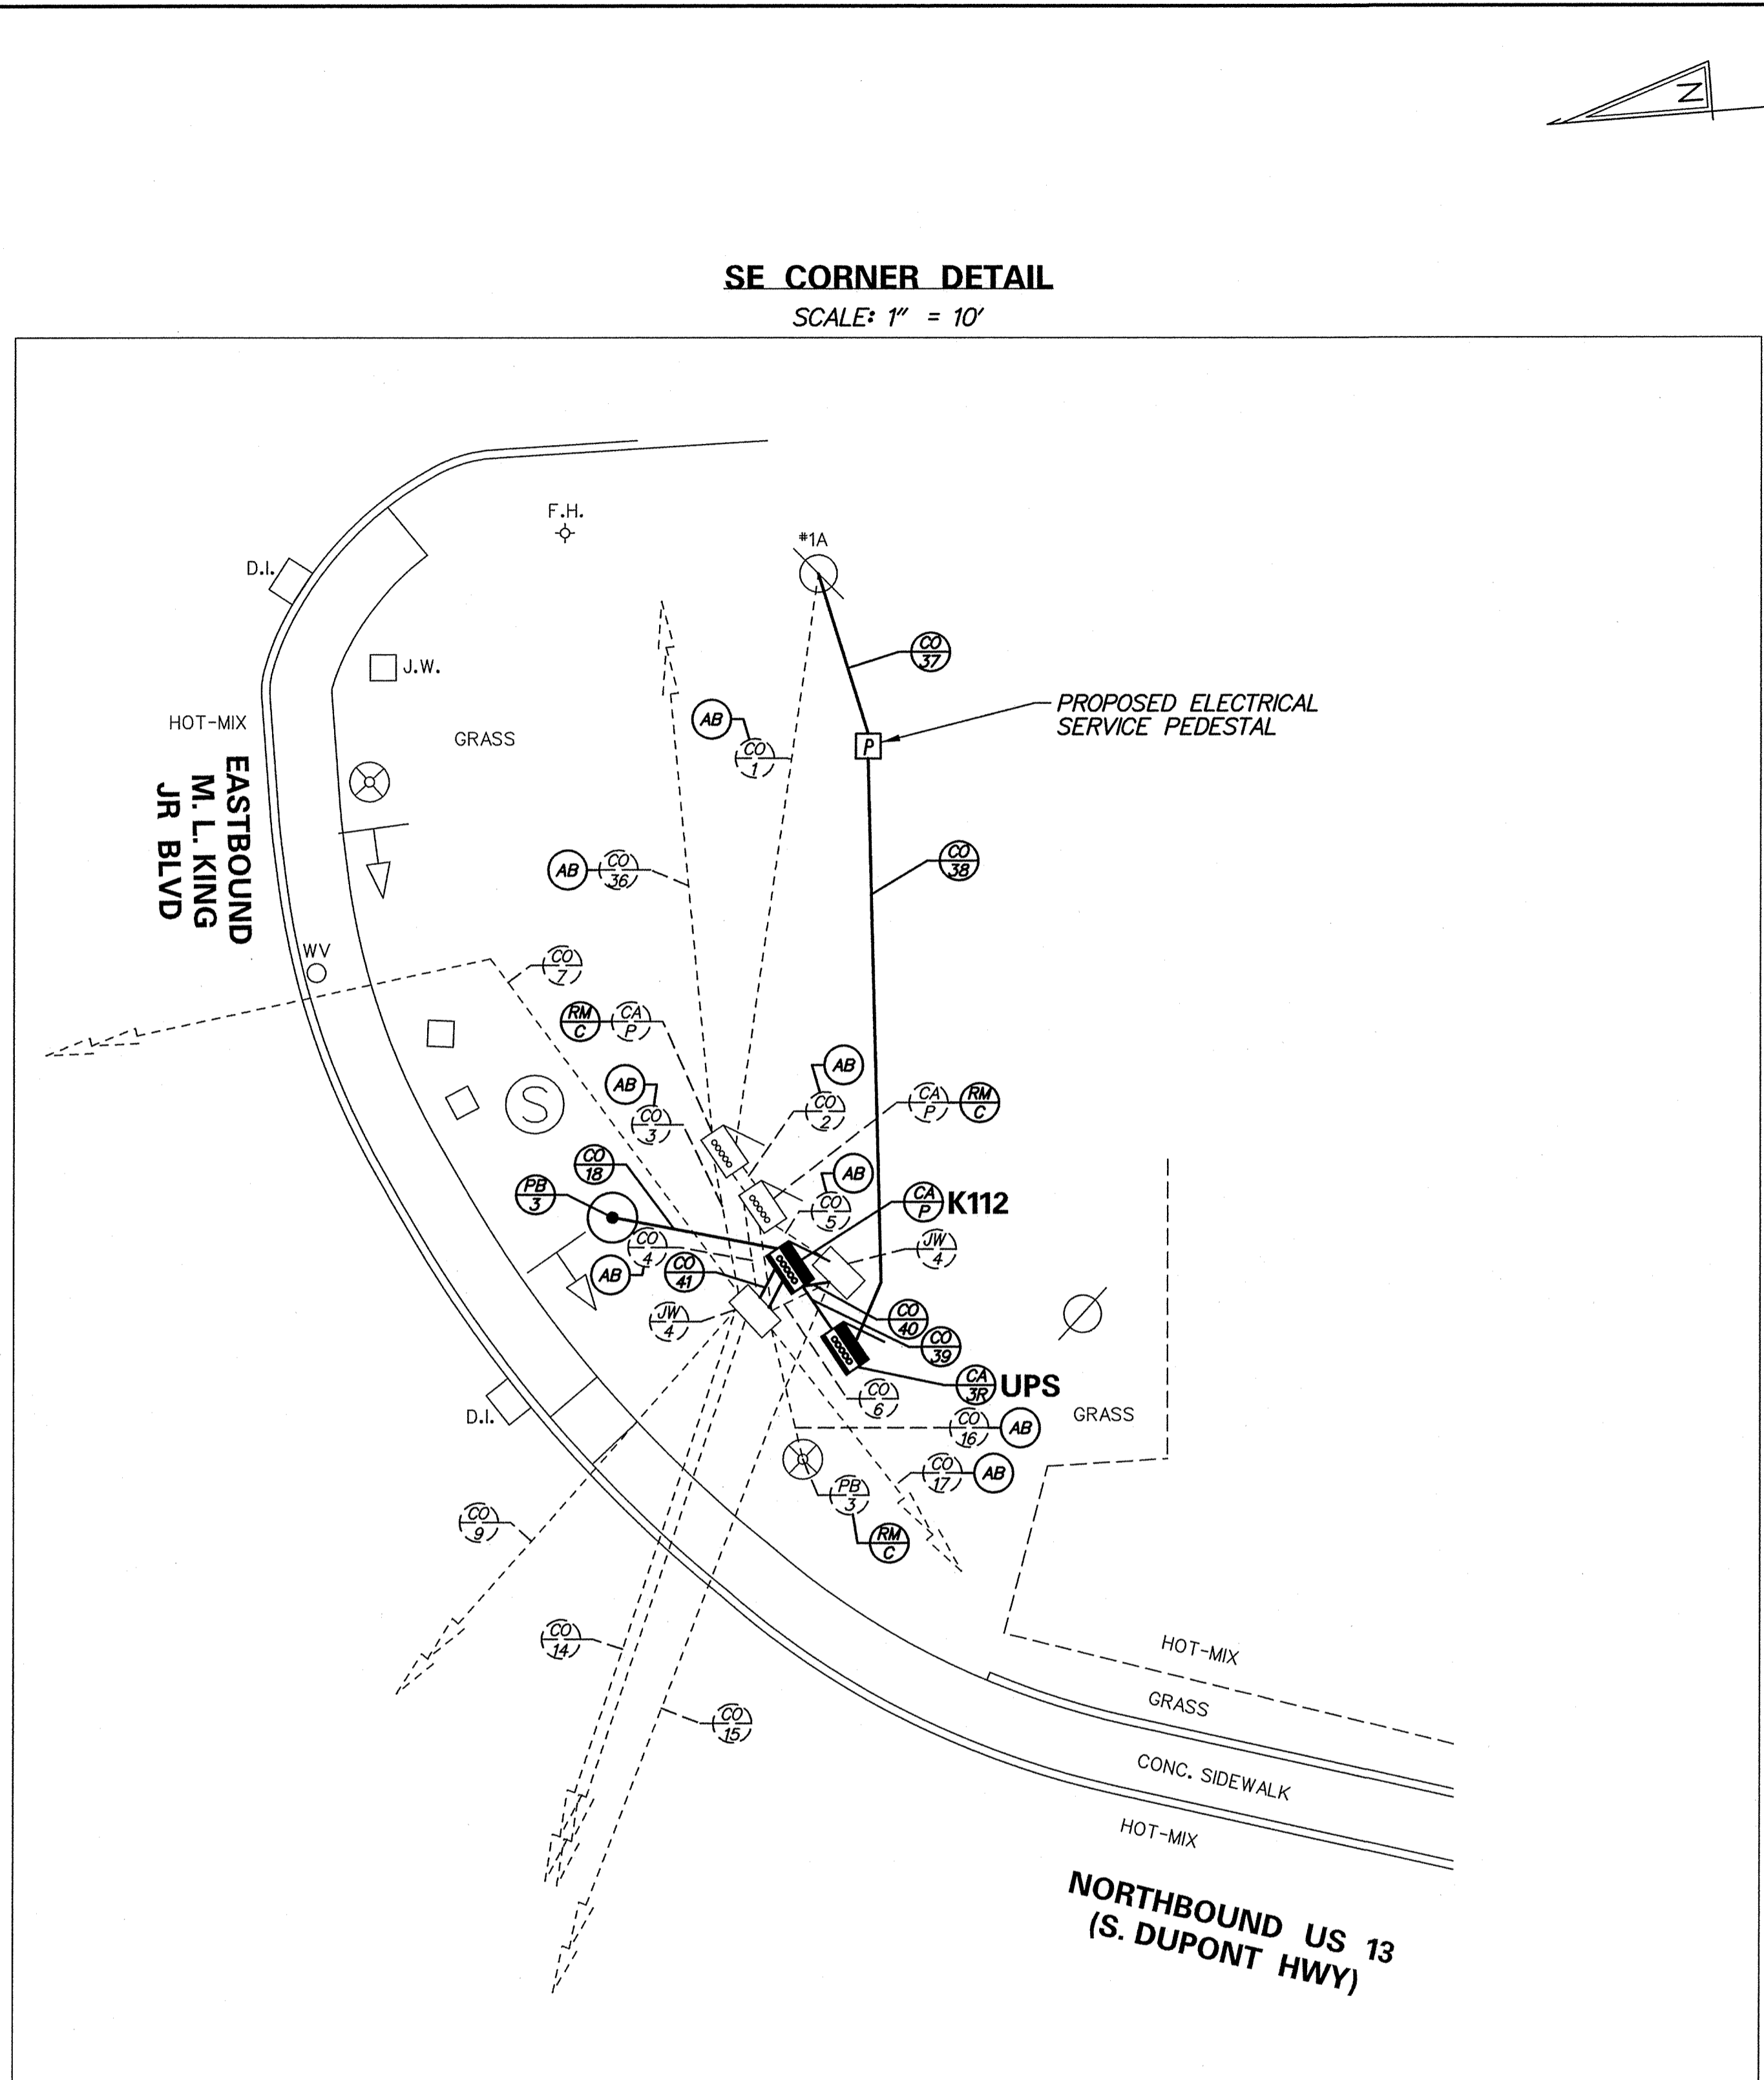 N
SE CORNER DETAIL
SCALE: 1" = 10'
F.H.
#1A
D.I.
CO
37
J.W.
PROPOSED ELECTRICAL
SERVICE PEDESTAL
AB
HOT-MIX
GRASS
P
CO
1
EASTBOUND
M. L. KING
JR BLVD
CO
38
AB
CO
36
WV
CO
7
RM
C
CA
P
AB
AB
CO
3
CO
2
CA
P
RM
C
S
CO
18
AB
PB
3
CO
5
CA
P
K112
CO
4
JW
4
AB
CO
41
JW
4
CO
40
CO
39
CA
3R
UPS
CO
6
D.I.
GRASS
CO
16
AB
CO
17
AB
PB
3
CO
9
RM
C
CO
14
HOT-MIX
GRASS
CO
15
CONC. SIDEWALK
HOT-MIX
NORTHBOUND US 13
(S. DUPONT HWY)